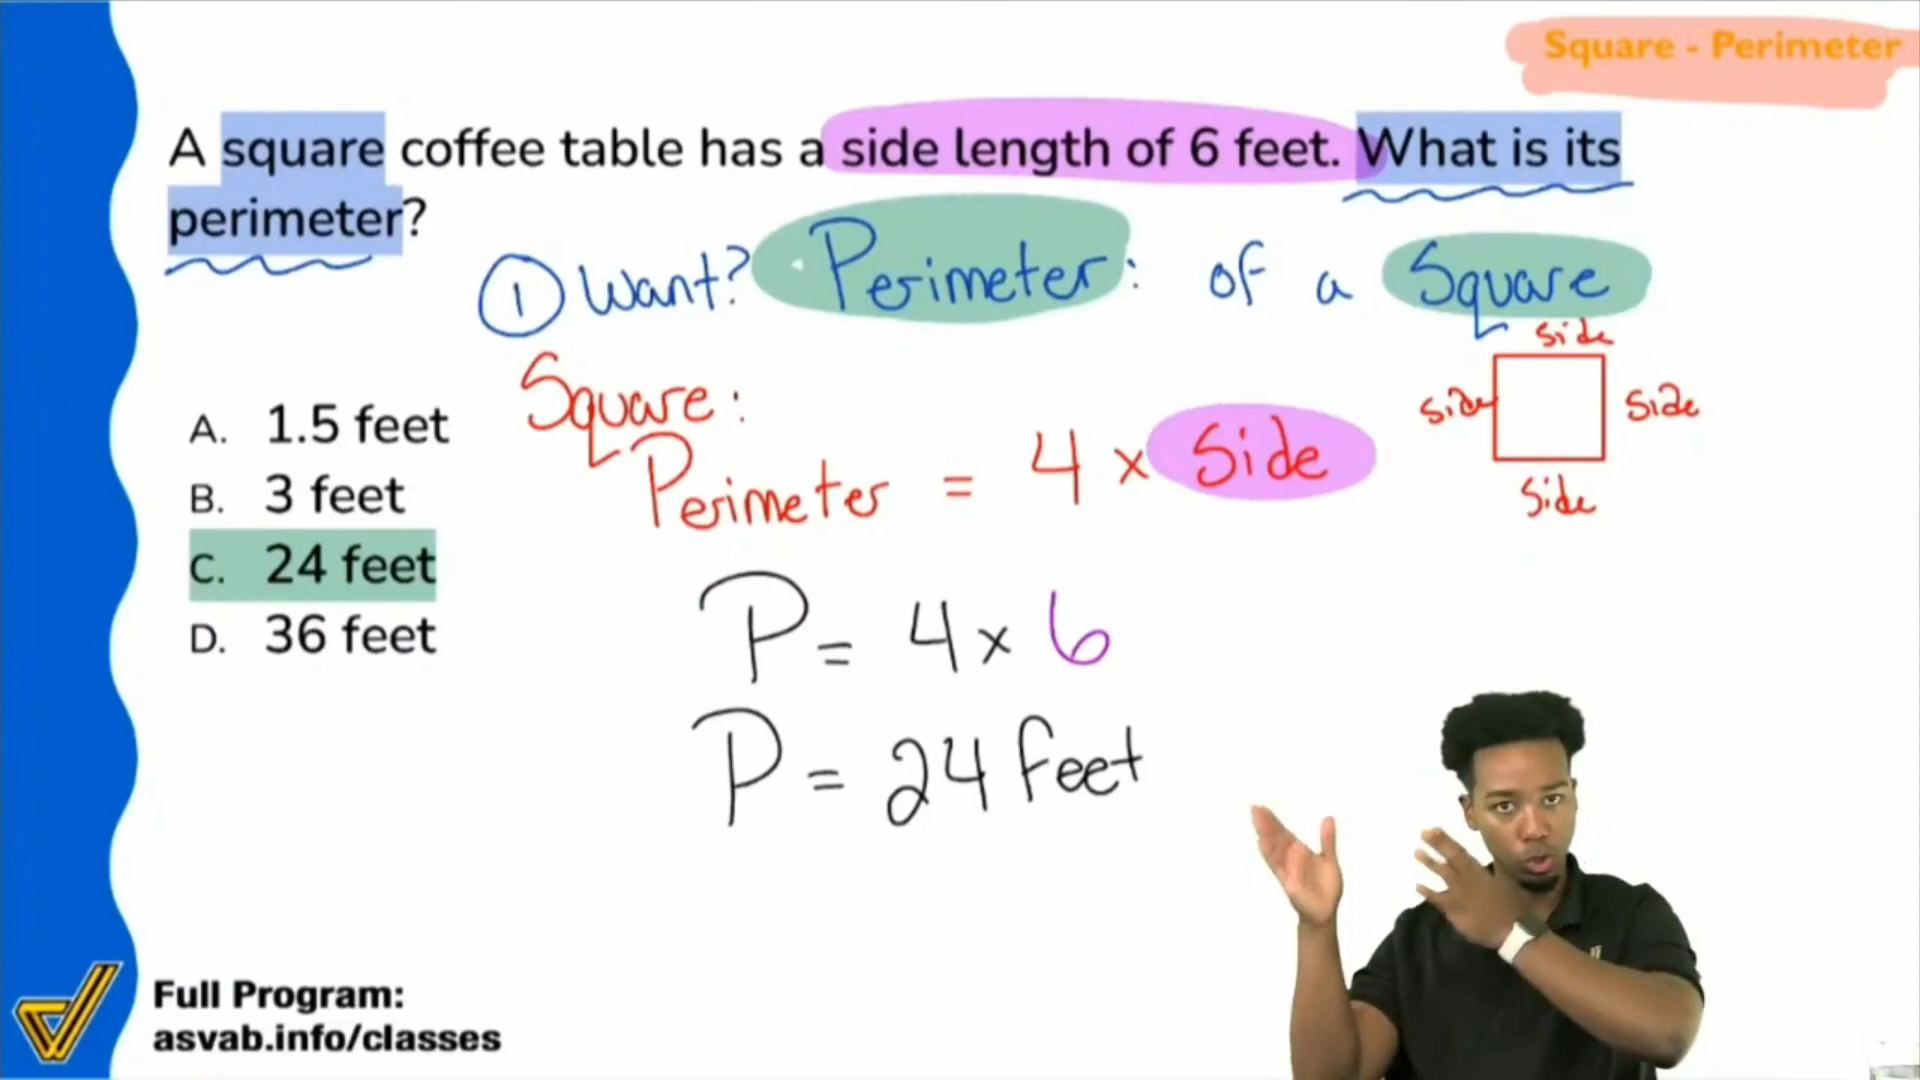 Square - Perimeter
A square coffee table has a side length of 6 feet. What is its
perimeter?
① Want? Perimeter: of a Square
Square:
Perimeter = 4 x Side
side
side
side
side
A. 1.5 feet
B. 3 feet
C. 24 feet
D. 36 feet
P = 4 x 6
P = 24 feet
Full Program:
asvab.info/classes